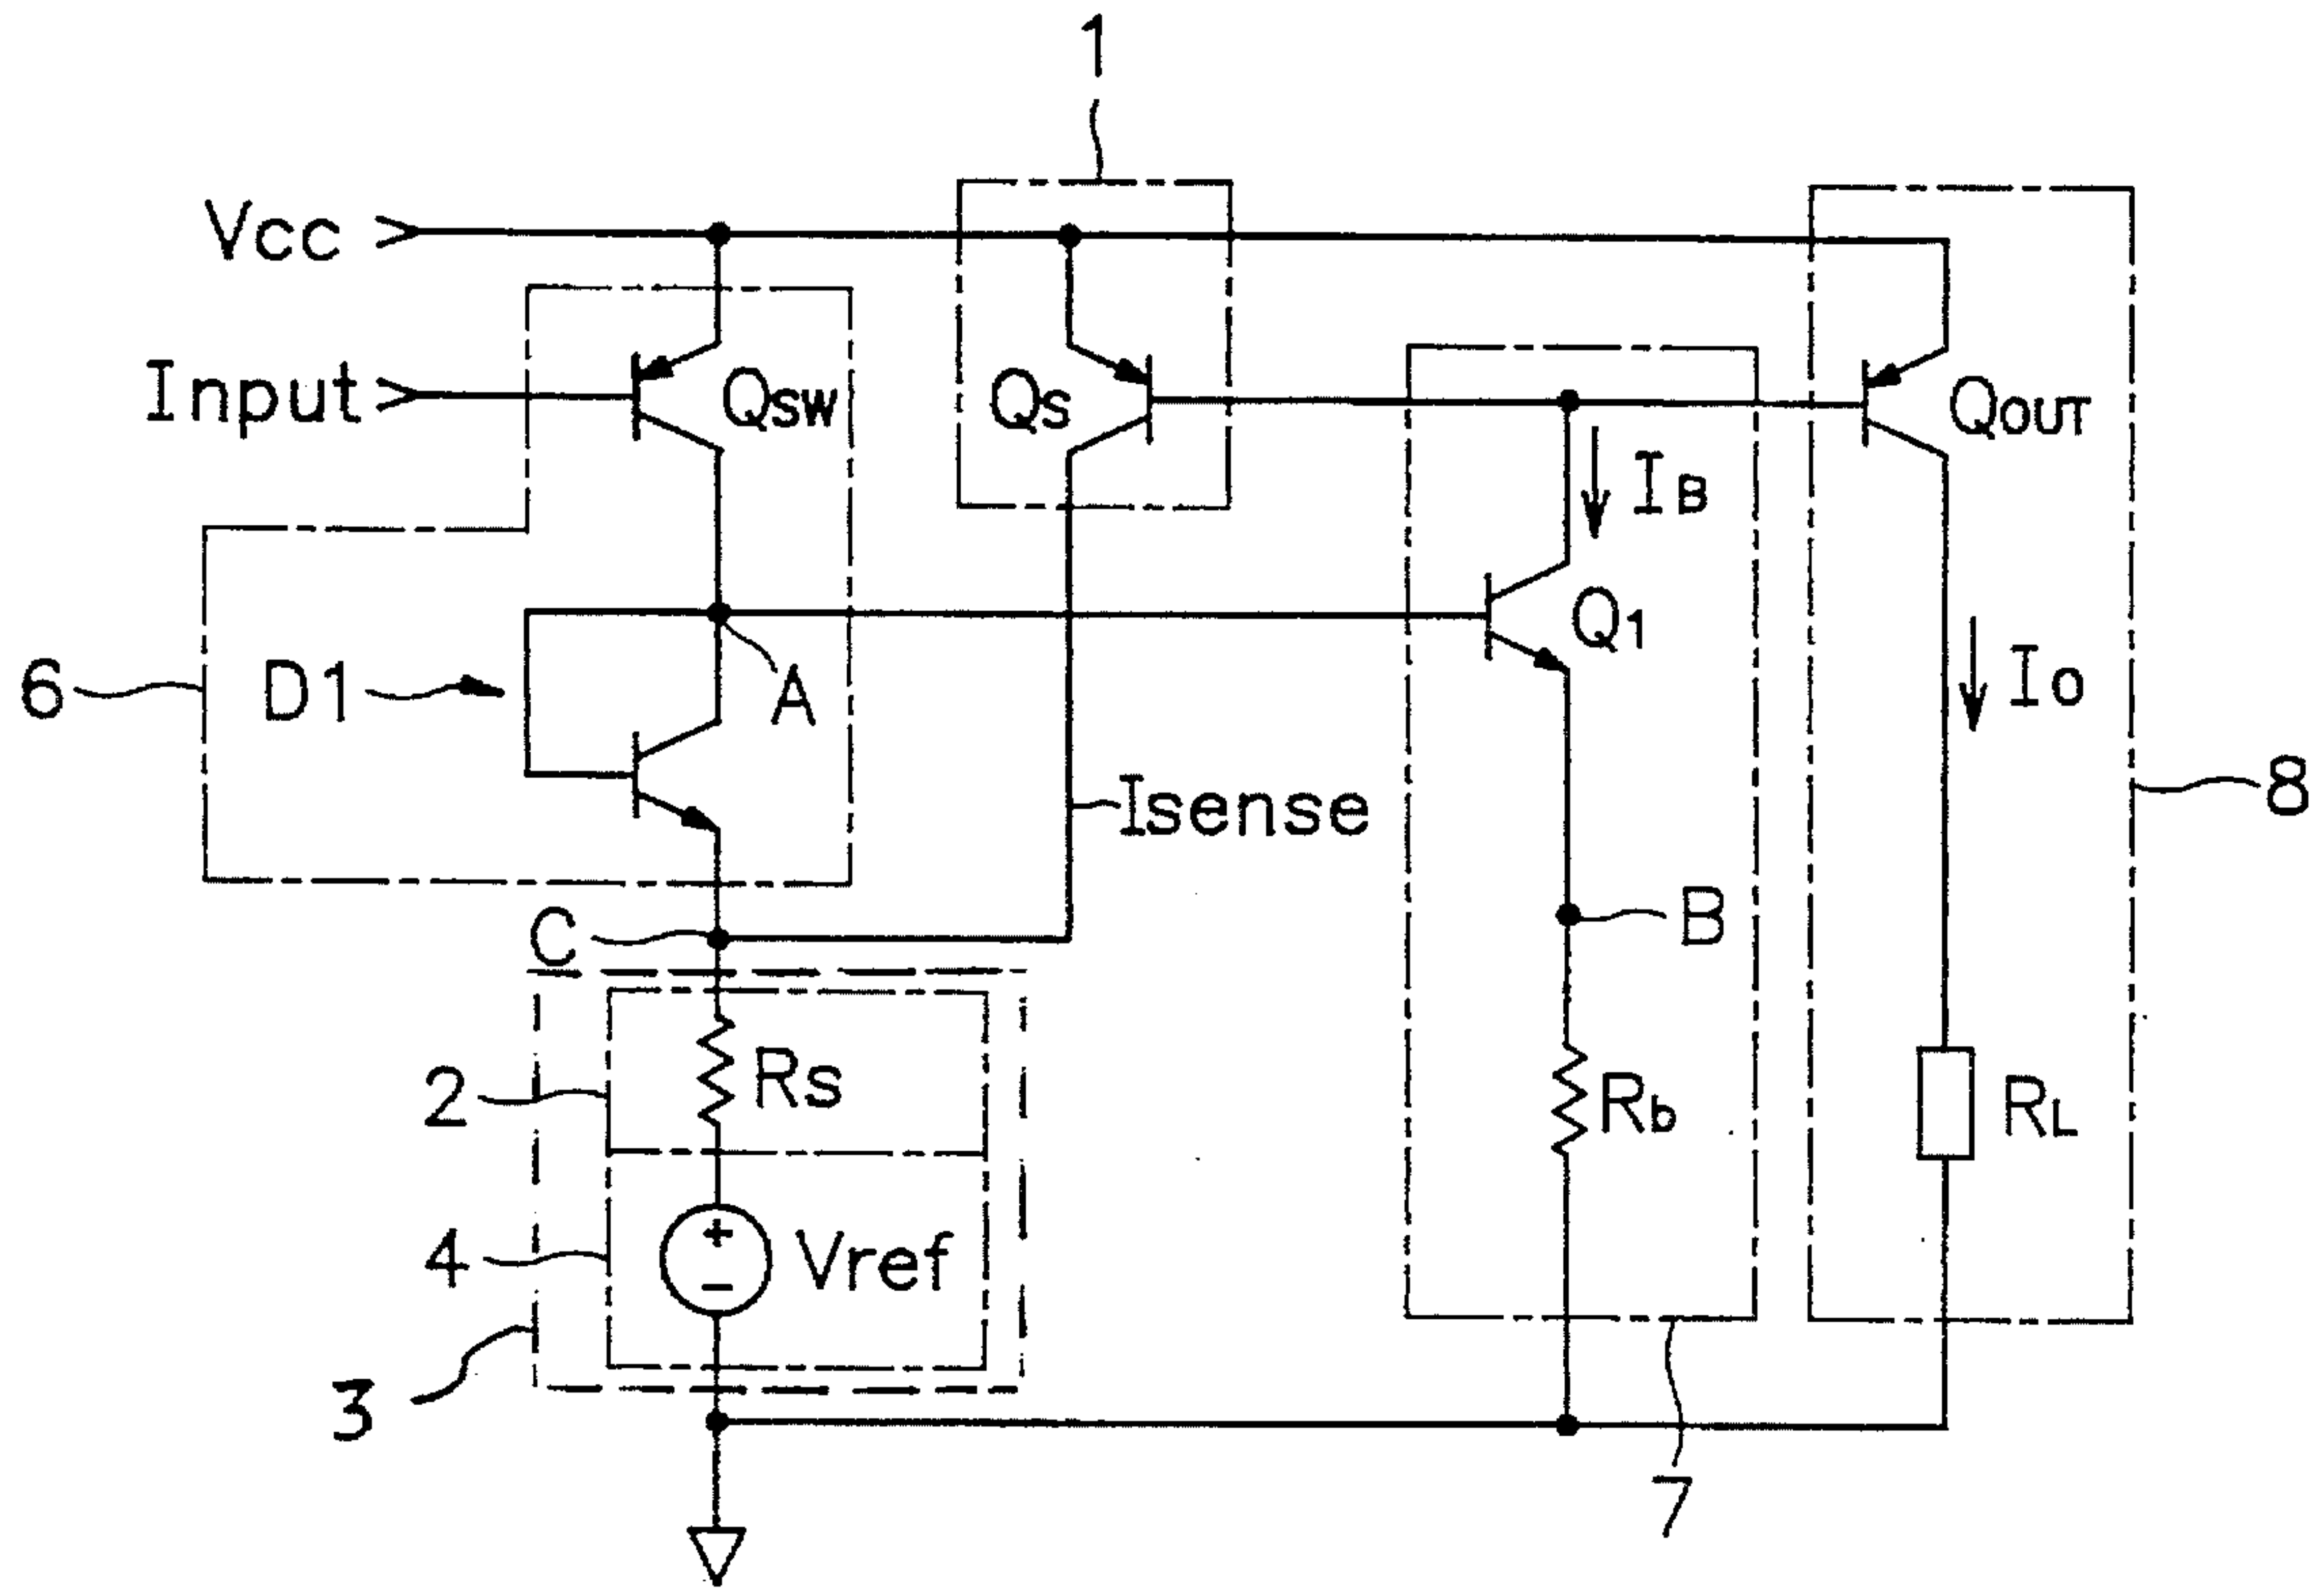 1
Vcc
Input
QSW
QS
QOUT
IB
Q1
6
D1
A
IO
Isense
8
C
B
2
Rs
Rb
RL
4
+
−
Vref
3
7